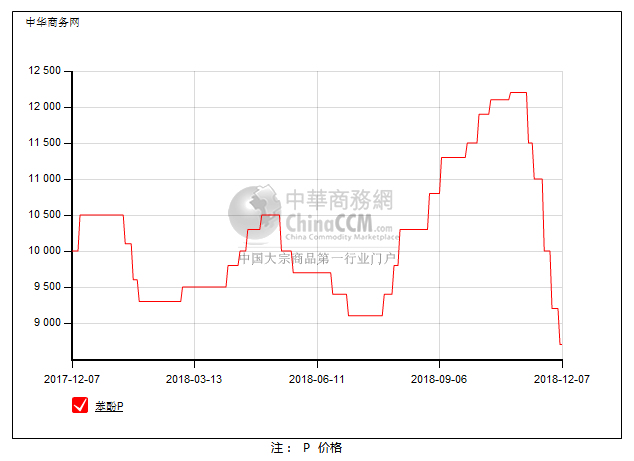 中华商务网
12 500
12 000
11 500
11 000
10 500
10 000
9 500
9 000
中華商務網
ChinaCCM.com
China Commodity Marketplace
中国大宗商品第一行业门户
2017-12-07 2018-03-13 2018-06-11 2018-09-06 2018-12-07
苯酚P
注： P 价格